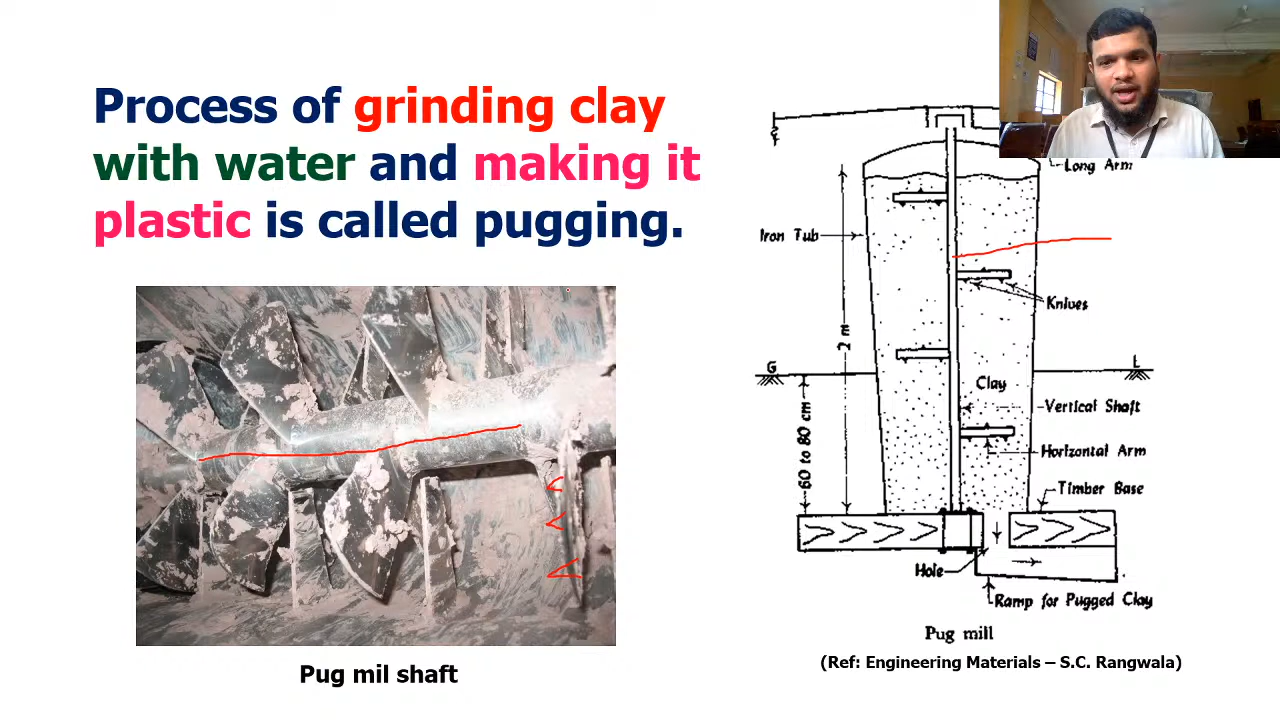 Process of grinding clay
with water and making it
plastic is called pugging.
Pug mil shaft
Long Arm
Iron Tub
Knives
2 m
G
L
Clay
60 to 80 cm
Vertical Shaft
Horizontal Arm
Timber Base
Hole
Ramp for Pugged Clay
Pug mill
(Ref: Engineering Materials – S.C. Rangwala)